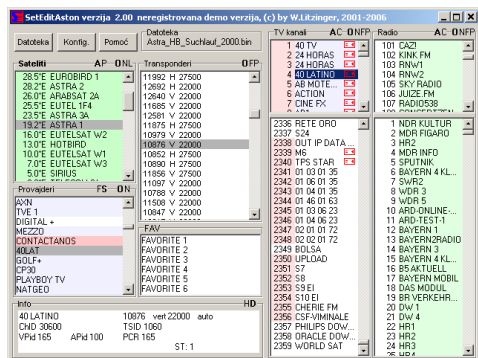 SetEditAston verzija 2.00 neregistrovana demo verzija, (c) by W.Litzinger, 2001-2006
Datoteka
Konfig.
Pomoć
Datoteka
Astra_HB_Suchlauf_2000.bin
Sateliti AP ONL
28.5°E EUROBIRD 1
28.2°E ASTRA 2
26.0°E ARABSAT 2A
25.5°E EUTEL 1F4
23.5°E ASTRA 3A
19.2°E ASTRA 1
16.0°E EUTELSAT W2
13.0°E HOTBIRD
10.0°E EUTELSAT W1
7.0°E EUTELSAT W3
5.0°E SIRIUS
Transponderi OFP
11992 H 27500
12692 H 22000
12640 V 22000
11685 V 22000
12581 V 22000
11875 H 27500
10979 V 22000
10876 V 22000
10852 H 22000
10890 H 22000
11856 V 27500
11097 V 22000
10788 V 22000
11508 V 22000
10847 V 22000
Provajderi FS ON
AXN
TVE 1
DIGITAL +
MEZZO
CONTACTANOS
40LAT
GOLF+
CP30
PLAYBOY TV
NATGEO
FAV
FAVORITE 1
FAVORITE 2
FAVORITE 3
FAVORITE 4
FAVORITE 5
FAVORITE 6
Info HD
40 LATINO 10876 vert 22000 auto
ChID 30600 TSID 1060
VPid 165 APid 100 PCR 165
ST: 1
TV kanali AC ONFP
1 40 TV
2 24 HORAS
3 24 HORAS
4 40 LATINO
5 AB MOTE...
6 ACTION
7 CINE FX
2336 RETE ORO
2337 S24
2338 OUT IP DATA ...
2339 M6
2340 TPS STAR
2341 01 03 01 35
2342 01 06 01 35
2343 01 04 01 35
2344 01 46 01 63
2345 01 03 06 23
2346 01 04 06 23
2347 02 01 01 72
2348 02 02 01 72
2349 BOLSA
2350 UPLOAD
2351 S7
2352 S8
2353 S9 EI
2354 S10 EI
2355 CHERIE FM
2356 CSF-VIMINALE
2357 PHILIPS DOW...
2358 ORACLE DOW...
2359 WORLD SAT
Radio AC ONFP
101 CAZ!
102 KINK FM
103 RNW1
104 RNW2
105 SKY RADIO
106 JUIZE.FM
107 RADIO538
1 NDR KULTUR
2 MDR FIGARO
3 HR2
4 MDR INFO
5 SPUTNIK
6 BAYERN 4 KL...
7 SWR2
8 WDR 3
9 WDR 5
10 ARD-ONLINE-...
11 ARD-TEST-1
12 BAYERN 1
13 BAYERN2RADIO
14 BAYERN 3
15 BAYERN 4 KL...
16 B5 AKTUELL
17 BAYERN MOBIL
18 DAS MODUL
19 BR VERKEHR...
20 DW 1
21 DW 4
22 HR1
23 HR2
24 HR3
25 HR4